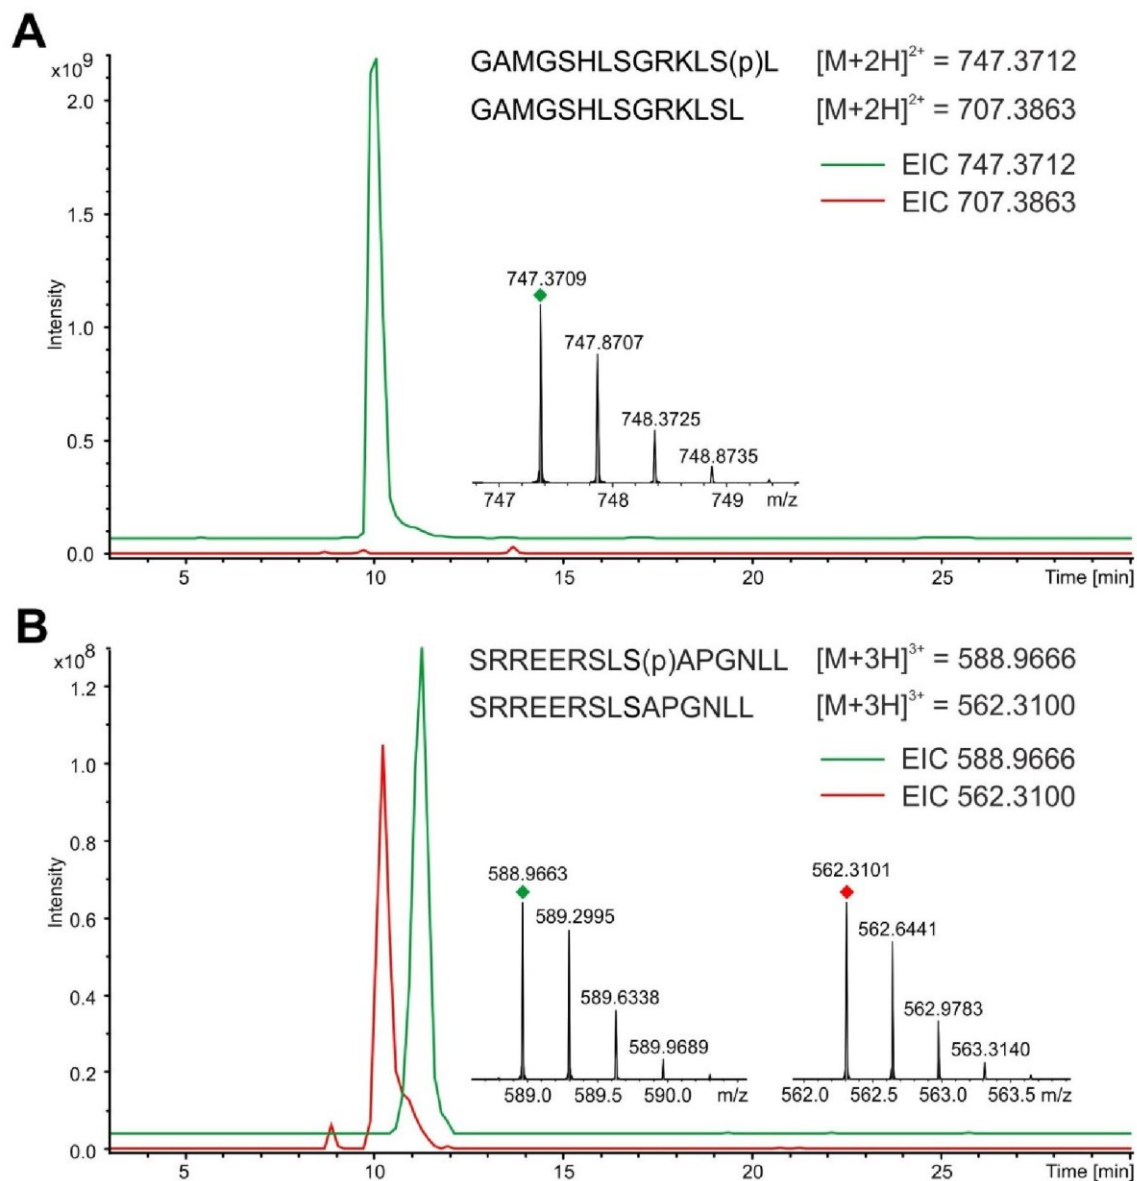 A
x10⁹
GAMGSHLSGRKLS(p)L [M+2H]²⁺ = 747.3712
GAMGSHLSGRKLSL [M+2H]²⁺ = 707.3863
EIC 747.3712
EIC 707.3863
2.0
1.5
1.0
0.5
0.0
Intensity
747.3709
747.8707
748.3725
748.8735
747 748 749 m/z
5 10 15 20 25 Time [min]
B
x10⁸
SRREERSLS(p)APGNLL [M+3H]³⁺ = 588.9666
SRREERSLSAPGNLL [M+3H]³⁺ = 562.3100
EIC 588.9666
EIC 562.3100
1.2
1.0
0.8
0.6
0.4
0.2
0.0
Intensity
588.9663
589.2995
589.6338
589.9689
589.0 589.5 590.0 m/z
562.3101
562.6441
562.9783
563.3140
562.0 562.5 563.0 563.5 m/z
5 10 15 20 25 Time [min]